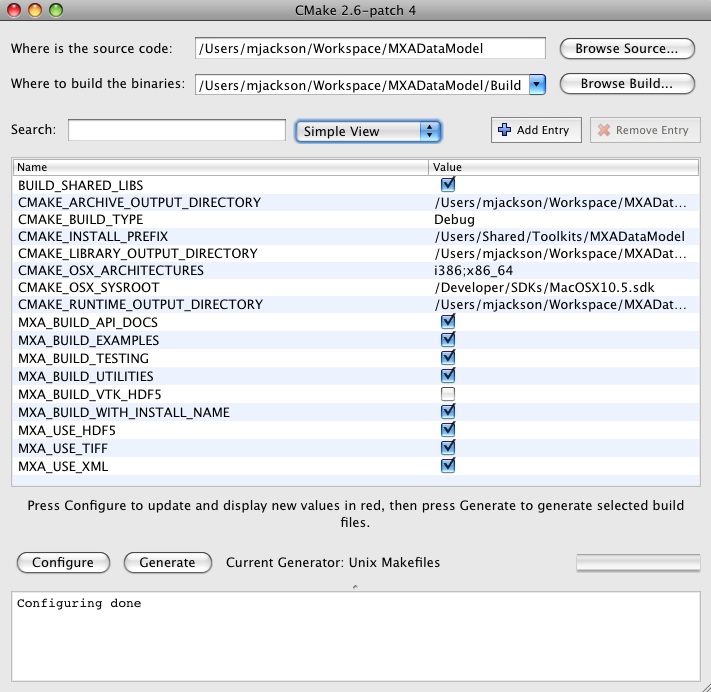 CMake 2.6-patch 4
Where is the source code: /Users/mjackson/Workspace/MXADataModel Browse Source...
Where to build the binaries: /Users/mjackson/Workspace/MXADataModel/Build Browse Build...
Search: Simple View Add Entry Remove Entry
Name Value
BUILD_SHARED_LIBS
CMAKE_ARCHIVE_OUTPUT_DIRECTORY /Users/mjackson/Workspace/MXADat...
CMAKE_BUILD_TYPE Debug
CMAKE_INSTALL_PREFIX /Users/Shared/Toolkits/MXADataModel
CMAKE_LIBRARY_OUTPUT_DIRECTORY /Users/mjackson/Workspace/MXADat...
CMAKE_OSX_ARCHITECTURES i386;x86_64
CMAKE_OSX_SYSROOT /Developer/SDKs/MacOSX10.5.sdk
CMAKE_RUNTIME_OUTPUT_DIRECTORY /Users/mjackson/Workspace/MXADat...
MXA_BUILD_API_DOCS
MXA_BUILD_EXAMPLES
MXA_BUILD_TESTING
MXA_BUILD_UTILITIES
MXA_BUILD_VTK_HDF5
MXA_BUILD_WITH_INSTALL_NAME
MXA_USE_HDF5
MXA_USE_TIFF
MXA_USE_XML
Press Configure to update and display new values in red, then press Generate to generate selected build
files.
Configure Generate Current Generator: Unix Makefiles
Configuring done